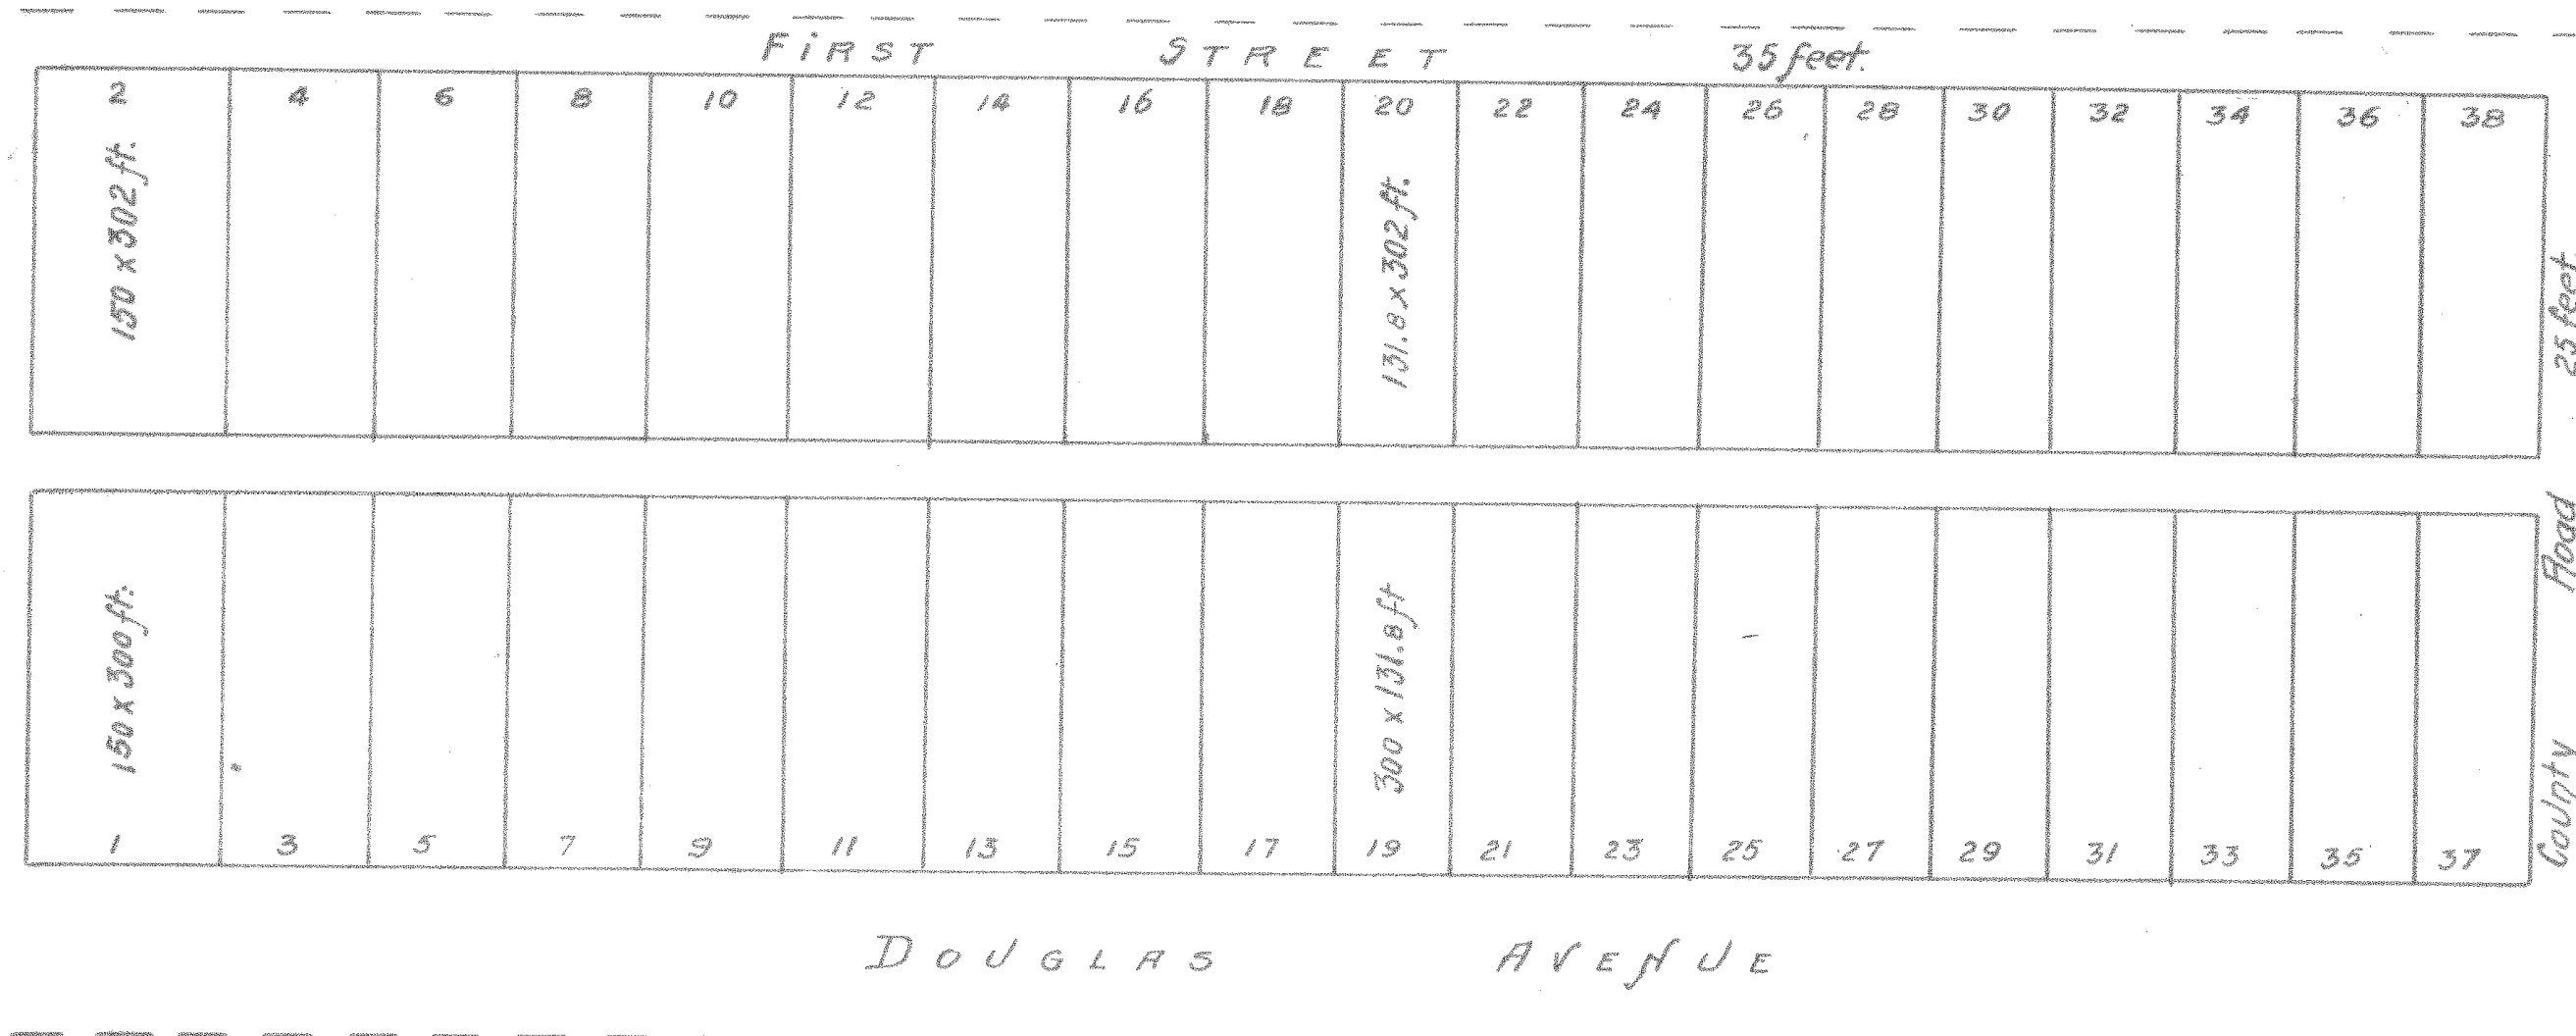 FiRST STREET 35 feet.
2 4 6 8 10 12 14 16 18 20 22 24 26 28 30 32 34 36 38
150 x 302 ft.
131.8 x 302 ft.
25 feet.
County Road
150 x 300 ft.
300 x 131.8 ft
1 3 5 7 9 11 13 15 17 19 21 23 25 27 29 31 33 35 37
DOUGLAS AVENUE